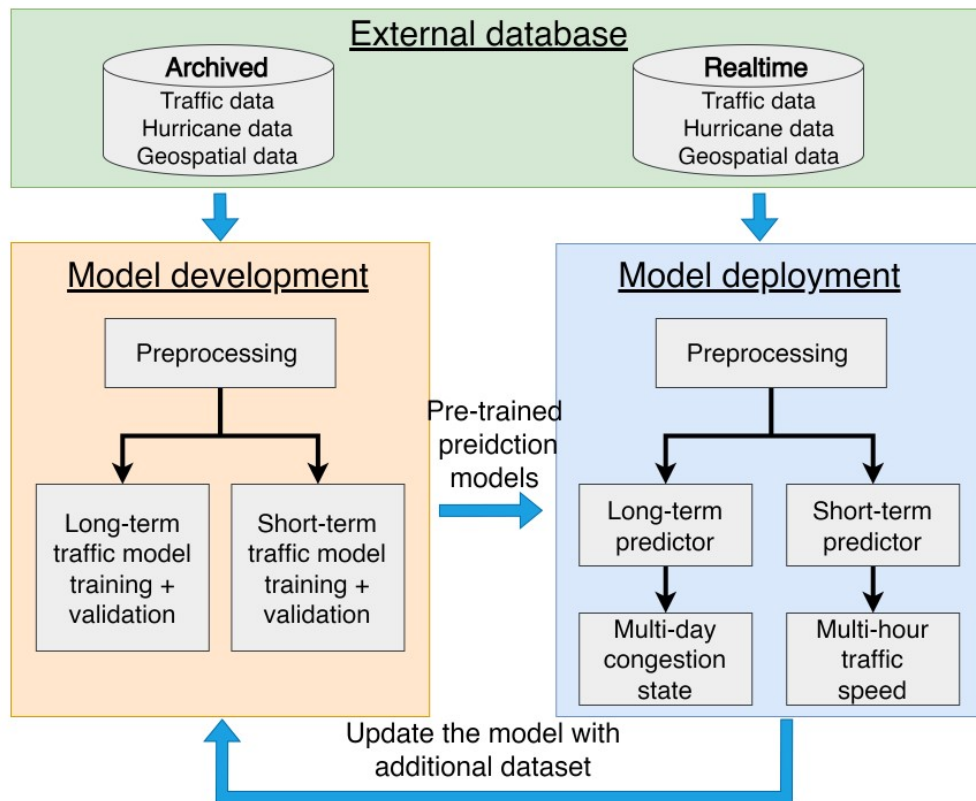 External database
Archived
Traffic data
Hurricane data
Geospatial data
Realtime
Traffic data
Hurricane data
Geospatial data
Model development
Preprocessing
Long-term
traffic model
training +
validation
Short-term
traffic model
training +
validation
Pre-trained
preidction
models
Model deployment
Preprocessing
Long-term
predictor
Short-term
predictor
Multi-day
congestion
state
Multi-hour
traffic
speed
Update the model with
additional dataset